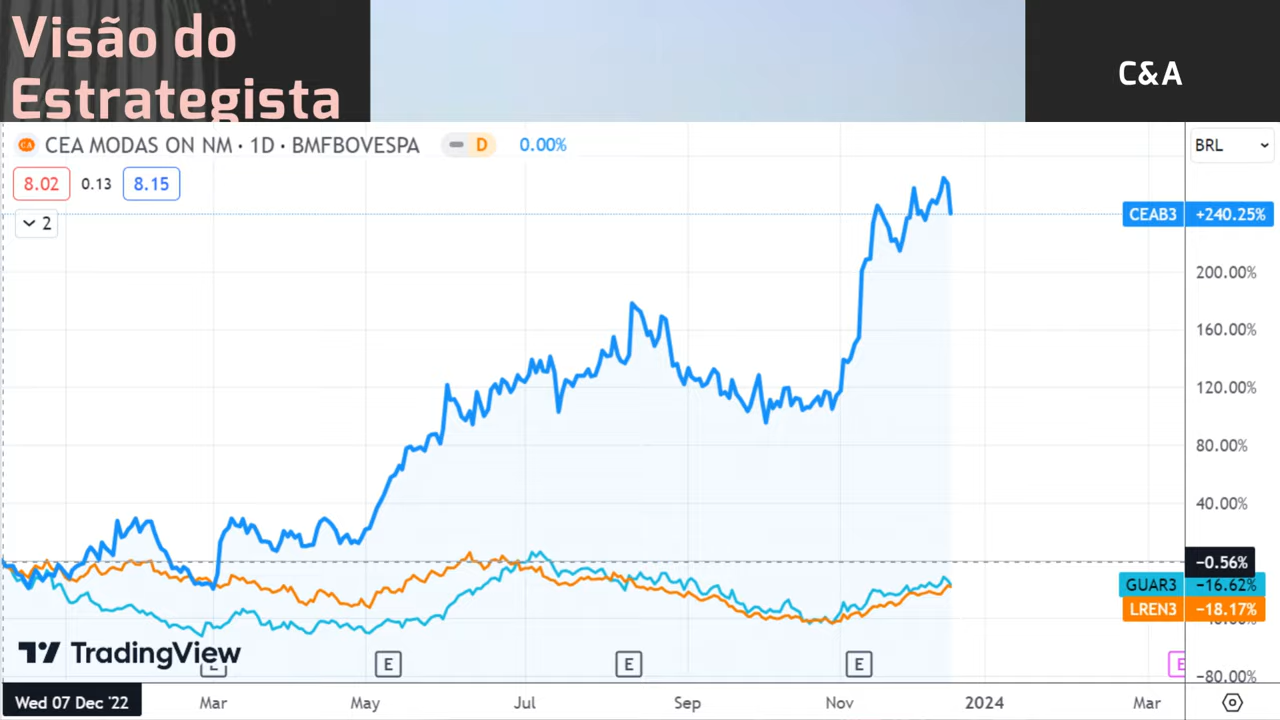 Visão do
Estrategista
C&A
CEA MODAS ON NM · 1D · BMFBOVESPA
D
0.00%
BRL
8.02
0.13
8.15
2
CEAB3
+240.25%
200.00%
160.00%
120.00%
80.00%
40.00%
−0.56%
GUAR3
−16.62%
LREN3
−18.17%
−80.00%
TradingView
E
E
E
E
E
Wed 07 Dec '22
Mar
May
Jul
Sep
Nov
2024
Mar